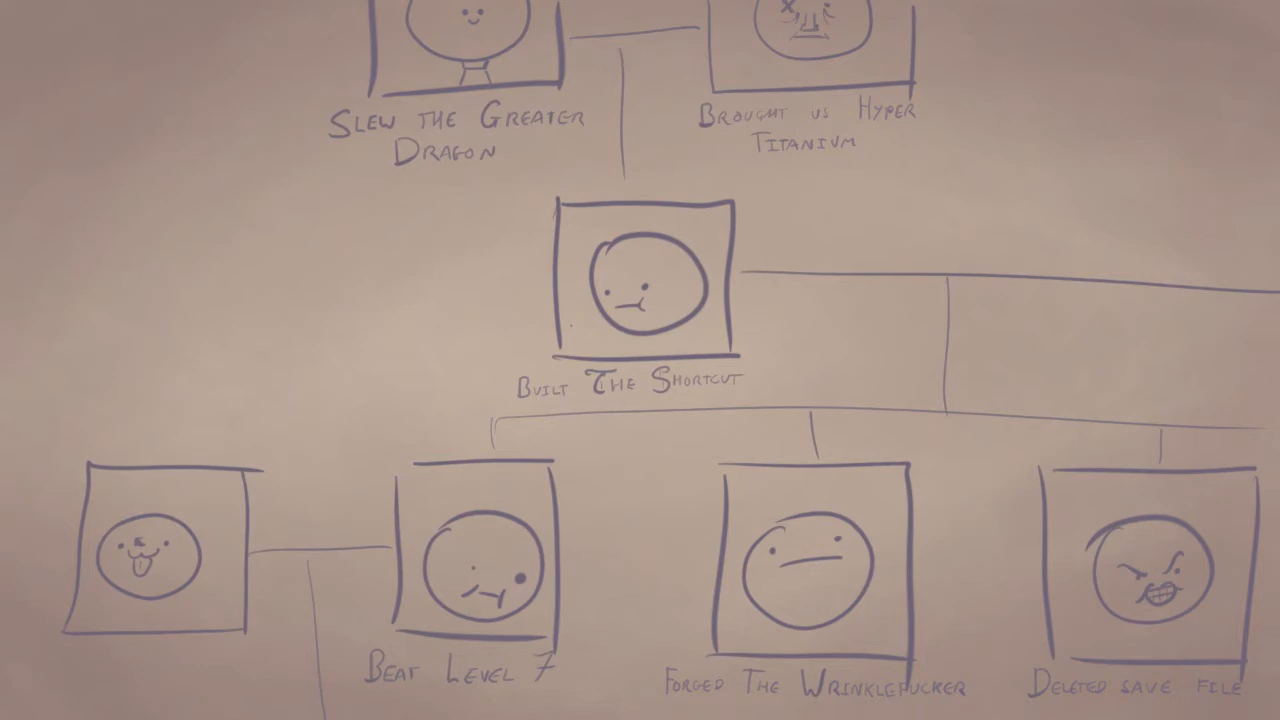 Slew the Greater
Dragon
Brought us Hyper
Titanium
Built The Shortcut
Beat Level 7
Forged The Wrinklefucker
Deleted save file